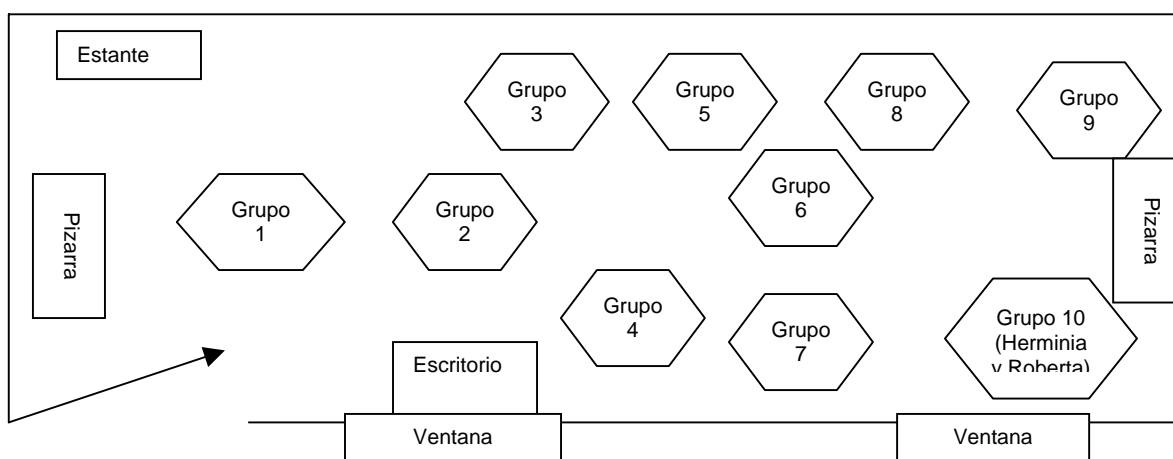 Estante
Grupo
3
Grupo
5
Grupo
8
Grupo
9
Pizarra
Grupo
1
Grupo
2
Grupo
6
Pizarra
Grupo
4
Grupo
7
Grupo 10
(Herminia
y Roberta)
Escritorio
Ventana
Ventana